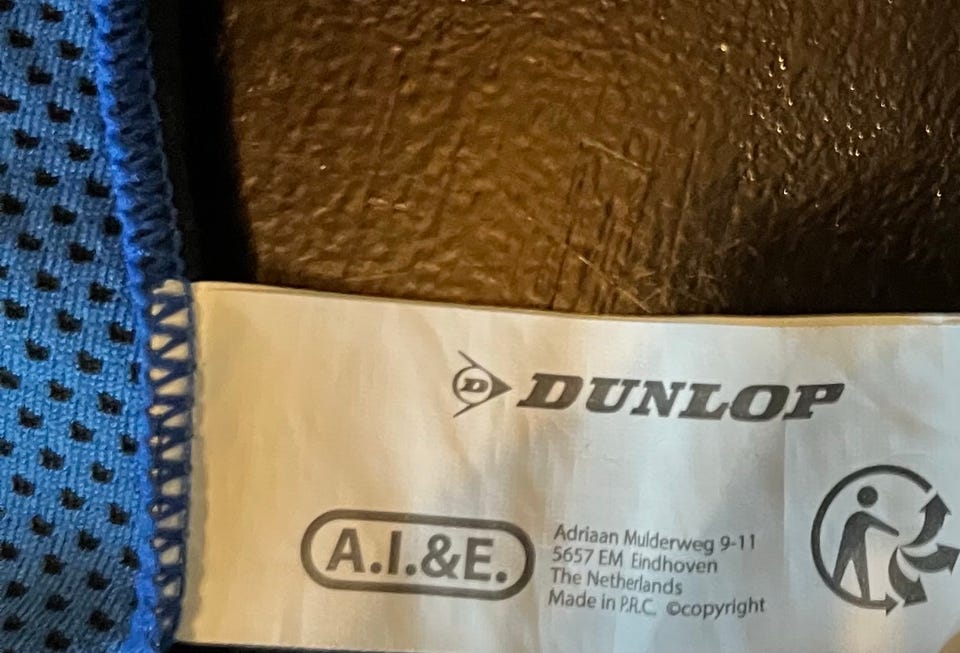 D DUNLOP
A.I.&E.
Adriaan Mulderweg 9-11
5657 EM Eindhoven
The Netherlands
Made in P.R.C. ©copyright